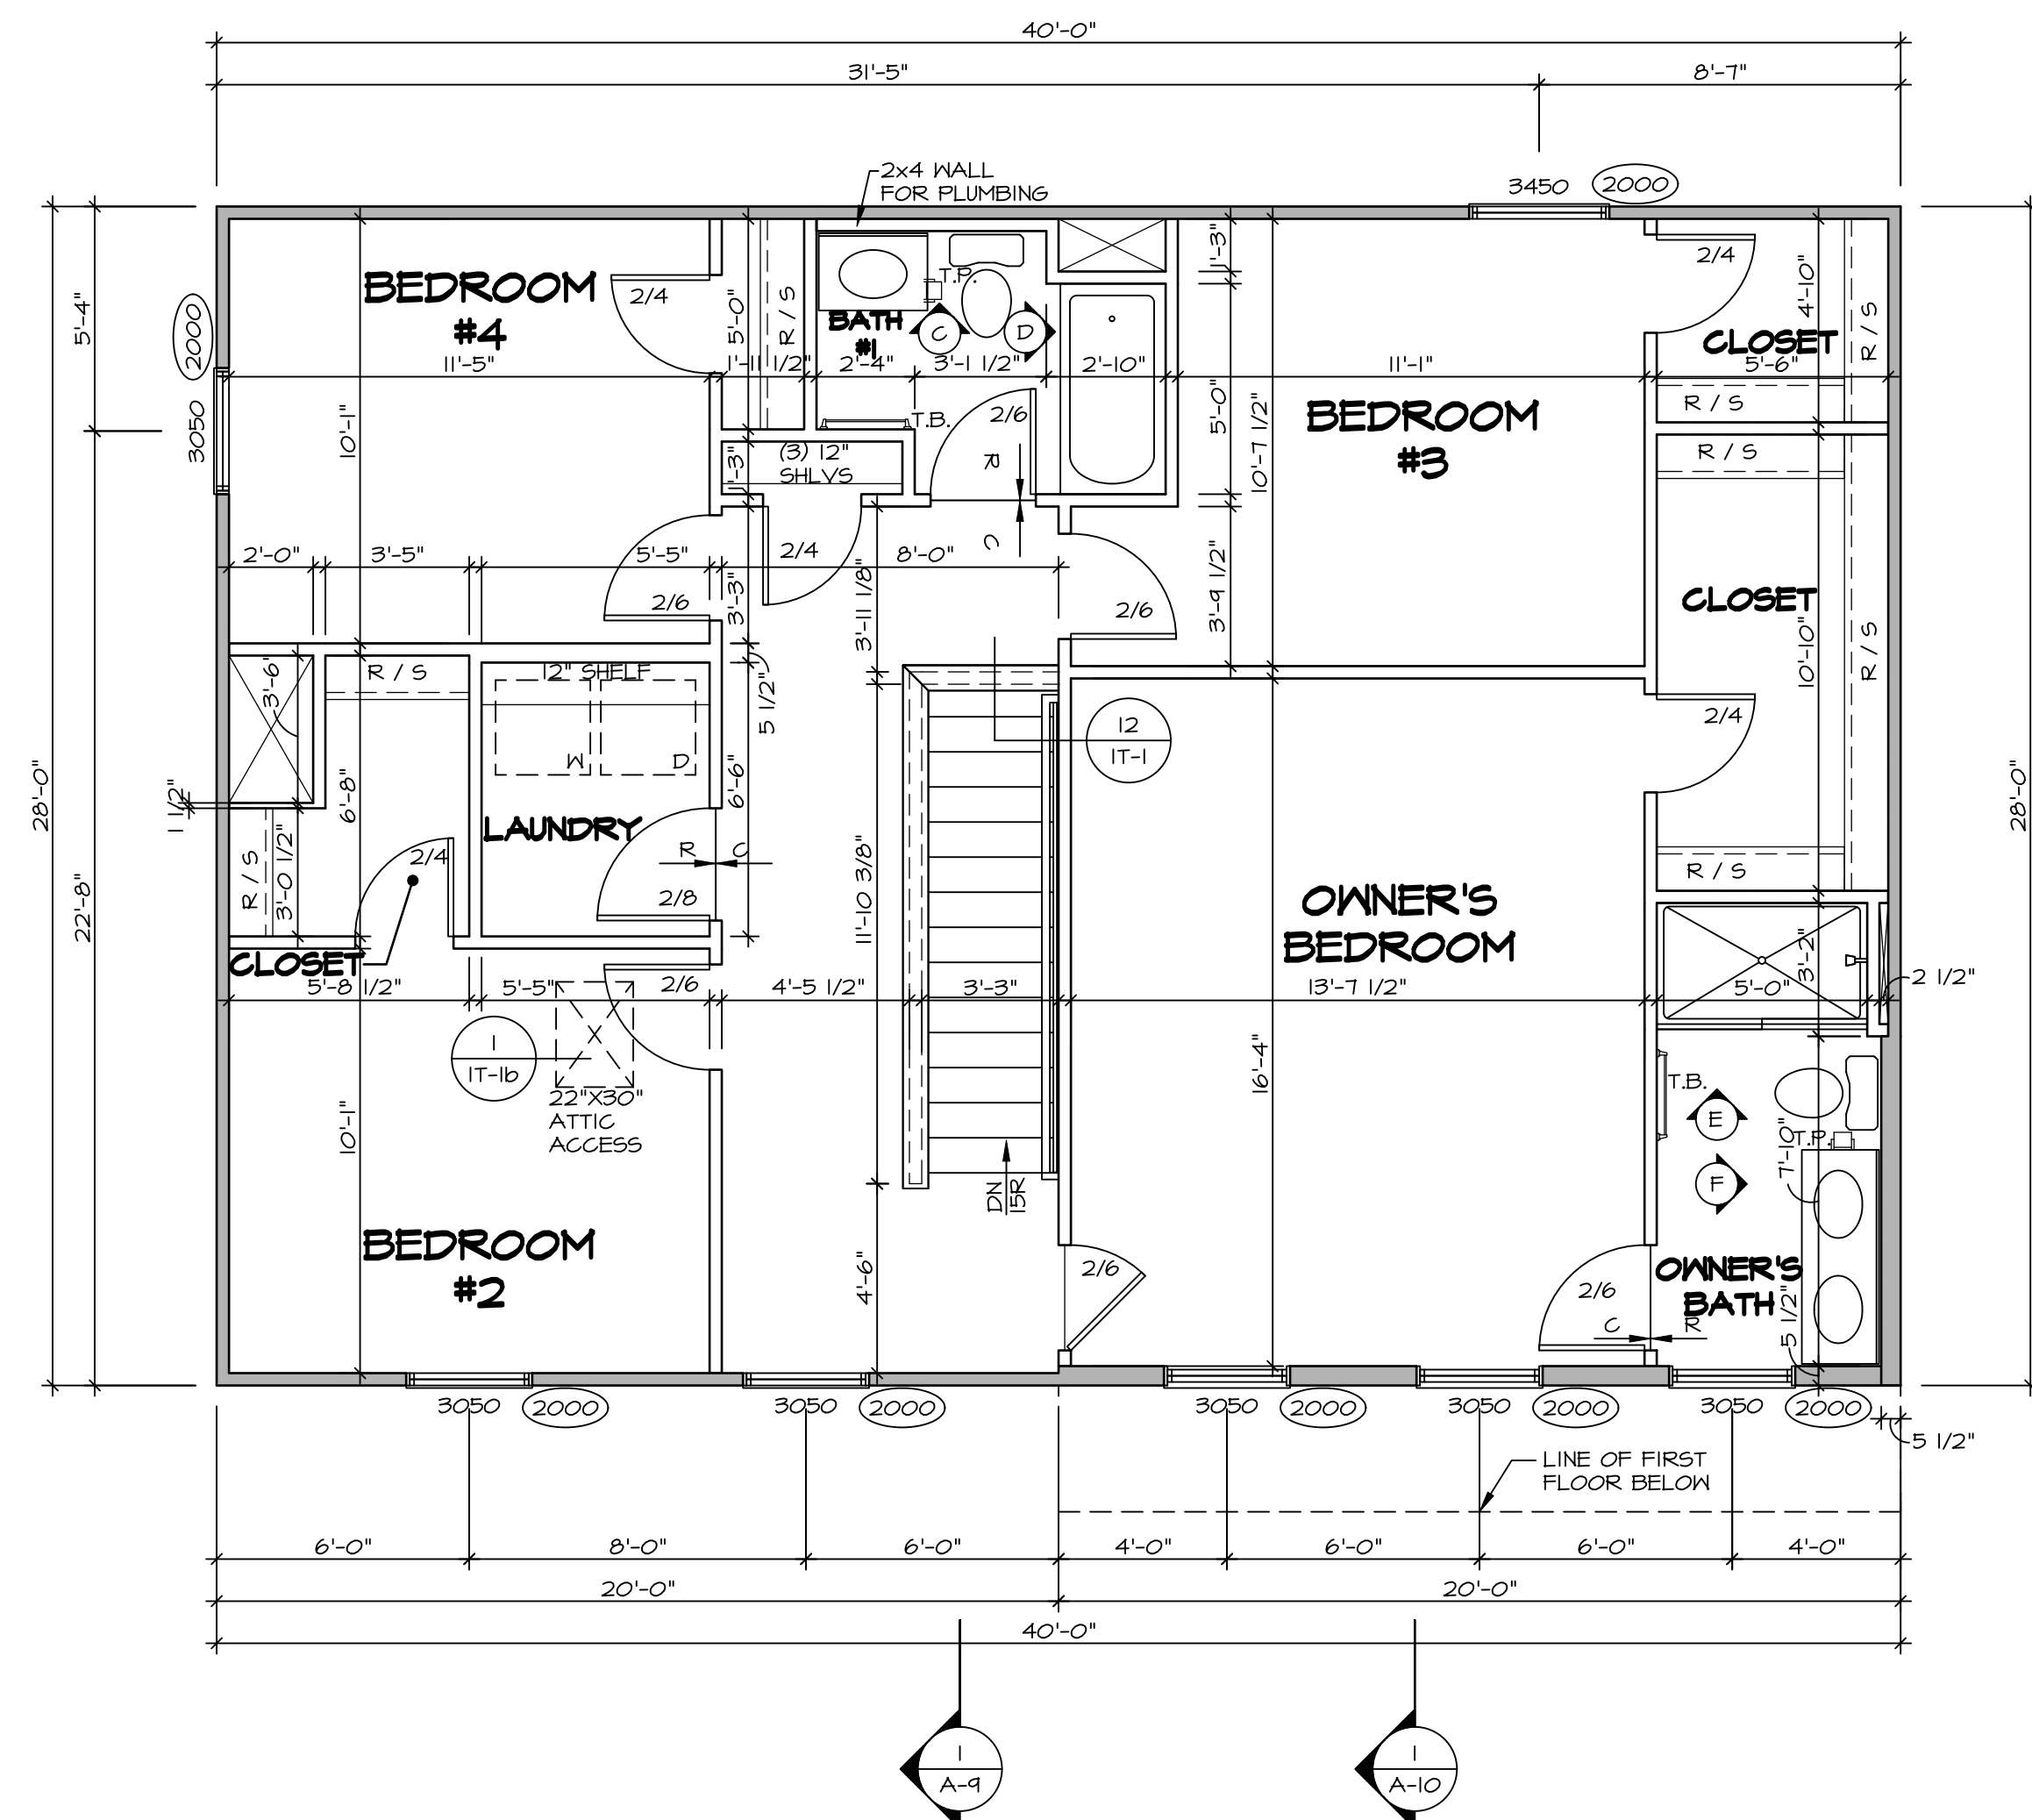 40'-0"
31'-5"
8'-7"
2x4 WALL
FOR PLUMBING
3450
2000
BEDROOM
#4
2/4
5'-0"
R / S
T.P.
BATH
#1
C
D
1'-3"
2/4
4'-10"
R / S
CLOSET
5'-4"
2000
3050
11'-5"
1'-11 1/2"
2'-4"
3'-1 1/2"
2'-10"
11'-1"
5'-6"
10'-1"
T.B.
2/6
5'-0"
10'-7 1/2"
BEDROOM
#3
R / S
R / S
(3) 12"
SHLVS
1'-3"
R
C
2'-0"
3'-5"
5'-5"
2/4
8'-0"
2/6
3'-3"
3'-11 1/8"
2/6
3'-9 1/2"
CLOSET
10'-10"
R / S
3'-6"
R / S
12" SHELF
5 1/2"
W
D
12
1T-1
2/4
28'-0"
28'-0"
22'-8"
1 1/2"
6'-8"
6'-6"
LAUNDRY
R
C
2/4
2/8
R / S
3'-0 1/2"
11'-10 3/8"
R / S
OWNER'S
BEDROOM
CLOSET
5'-8 1/2"
5'-5"
2/6
4'-5 1/2"
3'-3"
13'-7 1/2"
3'-2"
5'-0"
2 1/2"
1
1T-1b
22"X30"
ATTIC
ACCESS
10'-1"
16'-4"
T.B.
E
T.P.
7'-10"
F
DN
15R
BEDROOM
#2
4'-6"
2/6
2/6
OWNER'S
BATH
C
R
5 1/2"
3050
2000
3050
2000
3050
2000
3050
2000
3050
2000
5 1/2"
LINE OF FIRST
FLOOR BELOW
6'-0"
8'-0"
6'-0"
4'-0"
6'-0"
6'-0"
4'-0"
20'-0"
20'-0"
40'-0"
1
A-9
1
A-10